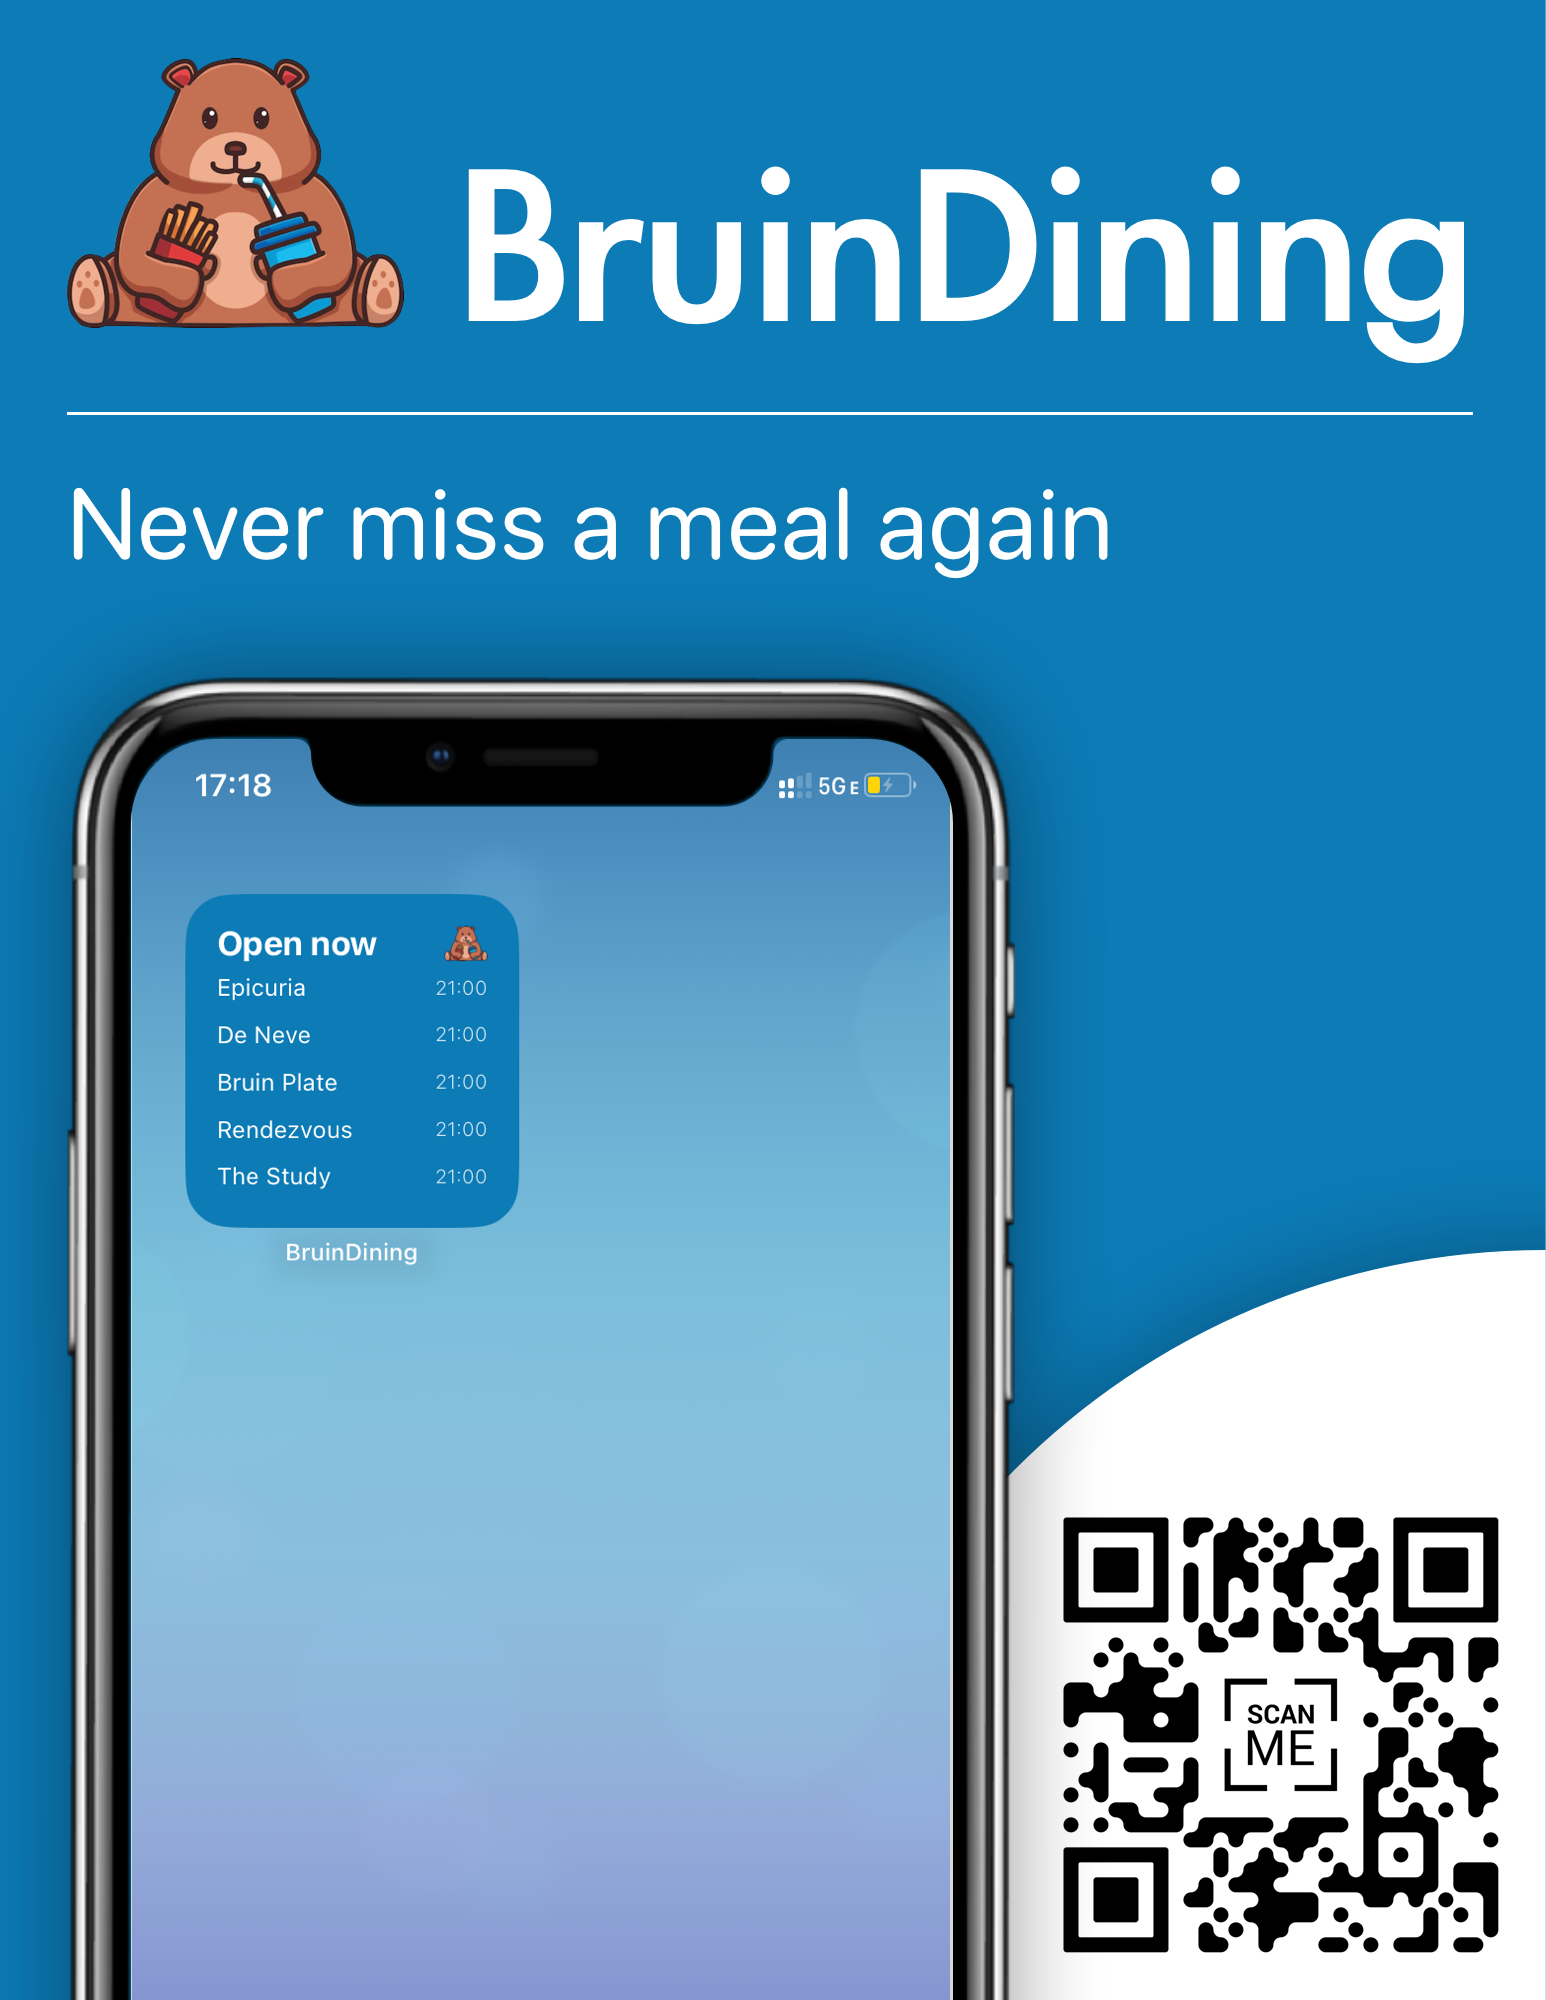 BruinDining
Never miss a meal again
17:18 5G E
Open now
Epicuria 21:00
De Neve 21:00
Bruin Plate 21:00
Rendezvous 21:00
The Study 21:00
BruinDining
SCAN
ME